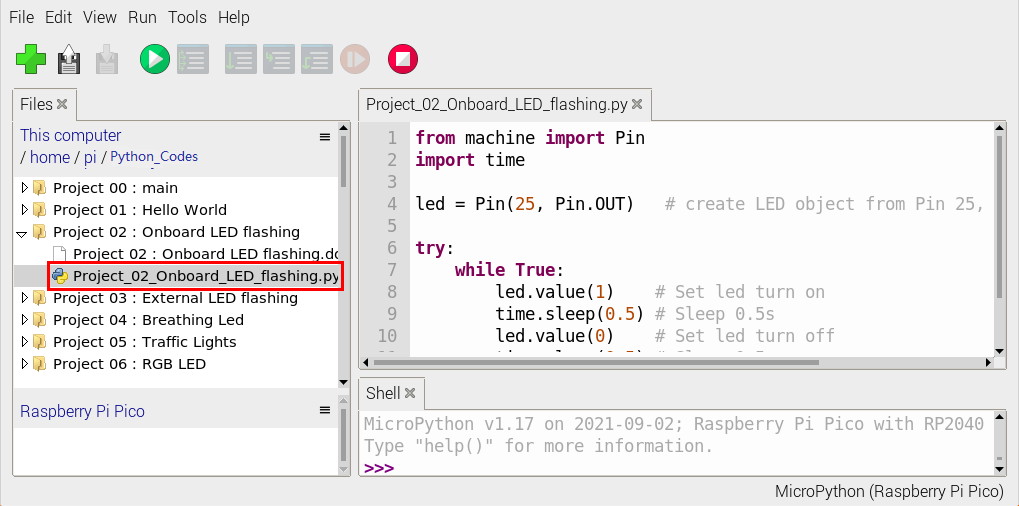 File Edit View Run Tools Help
Files
This computer
/ home / pi / Python_Codes
Project 00 : main
Project 01 : Hello World
Project 02 : Onboard LED flashing
Project 02 : Onboard LED flashing.do
Project_02_Onboard_LED_flashing.py
Project 03 : External LED flashing
Project 04 : Breathing Led
Project 05 : Traffic Lights
Project 06 : RGB LED
Raspberry Pi Pico
Project_02_Onboard_LED_flashing.py
1 from machine import Pin
2 import time
3
4 led = Pin(25, Pin.OUT) # create LED object from Pin 25,
5
6 try:
7 while True:
8 led.value(1) # Set led turn on
9 time.sleep(0.5) # Sleep 0.5s
10 led.value(0) # Set led turn off
Shell
MicroPython v1.17 on 2021-09-02; Raspberry Pi Pico with RP2040
Type "help()" for more information.
>>>
MicroPython (Raspberry Pi Pico)